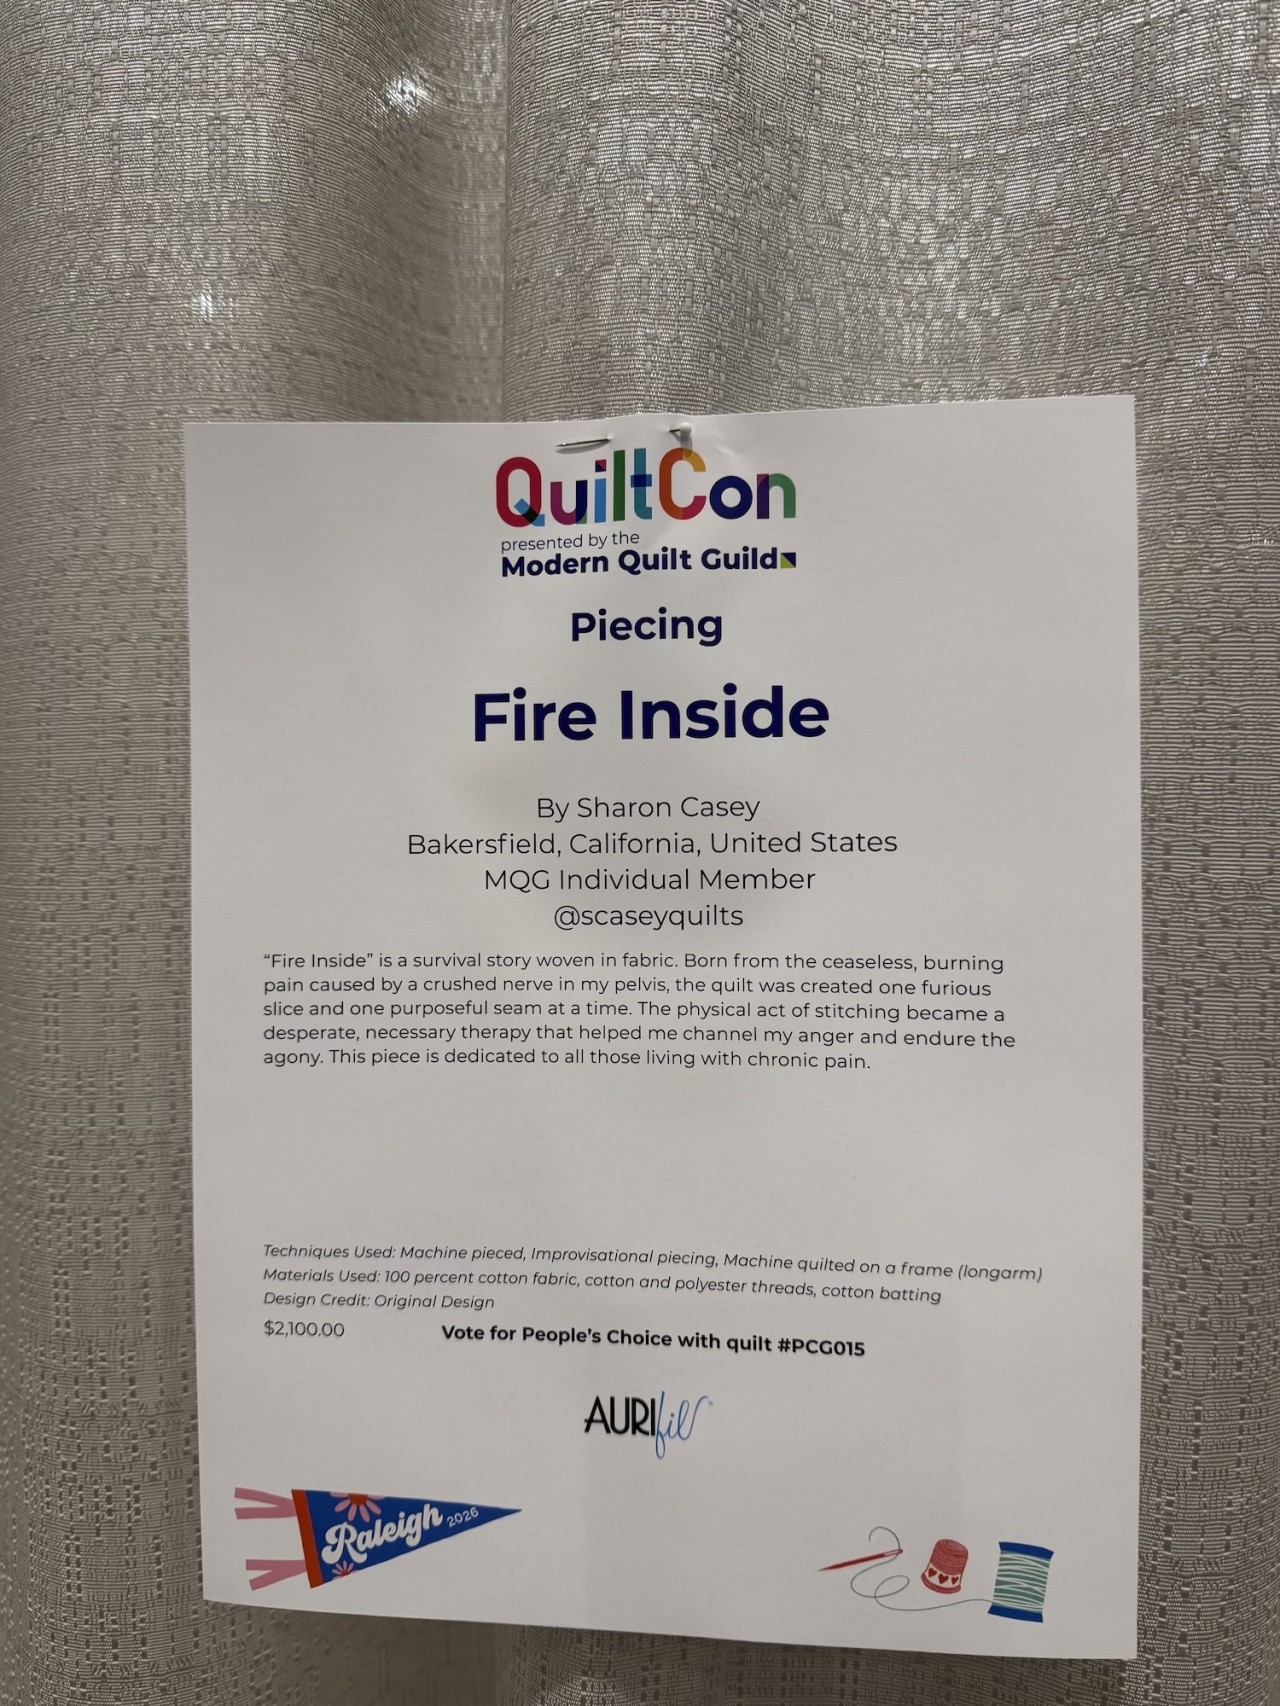 QuiltCon
presented by the
Modern Quilt Guild
Piecing
Fire Inside
By Sharon Casey
Bakersfield, California, United States
MQG Individual Member
@scaseyquilts
“Fire Inside” is a survival story woven in fabric. Born from the ceaseless, burning
pain caused by a crushed nerve in my pelvis, the quilt was created one furious
slice and one purposeful seam at a time. The physical act of stitching became a
desperate, necessary therapy that helped me channel my anger and endure the
agony. This piece is dedicated to all those living with chronic pain.
Techniques Used: Machine pieced, Improvisational piecing, Machine quilted on a frame (longarm)
Materials Used: 100 percent cotton fabric, cotton and polyester threads, cotton batting
Design Credit: Original Design
$2,100.00 Vote for People’s Choice with quilt #PCG015
AURIfil
Raleigh 2026